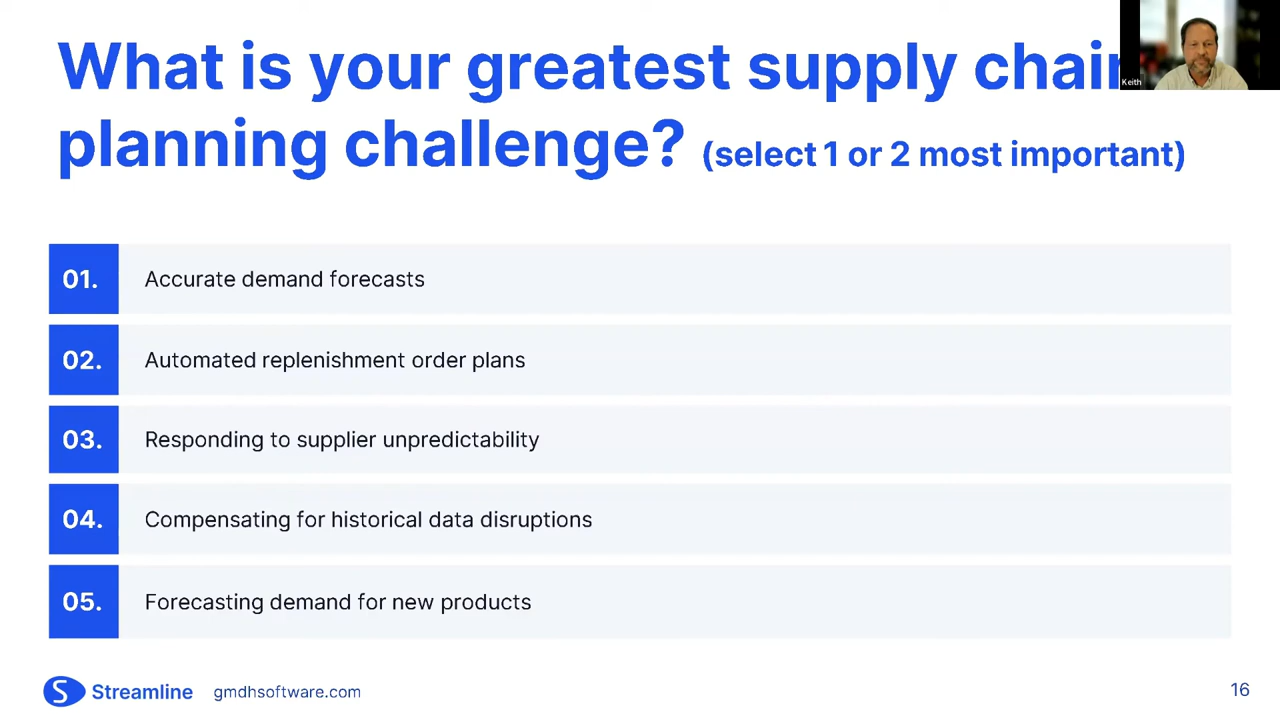 What is your greatest supply chain
Keith
planning challenge? (select 1 or 2 most important)
01. Accurate demand forecasts
02. Automated replenishment order plans
03. Responding to supplier unpredictability
04. Compensating for historical data disruptions
05. Forecasting demand for new products
S Streamline gmdhsoftware.com 16